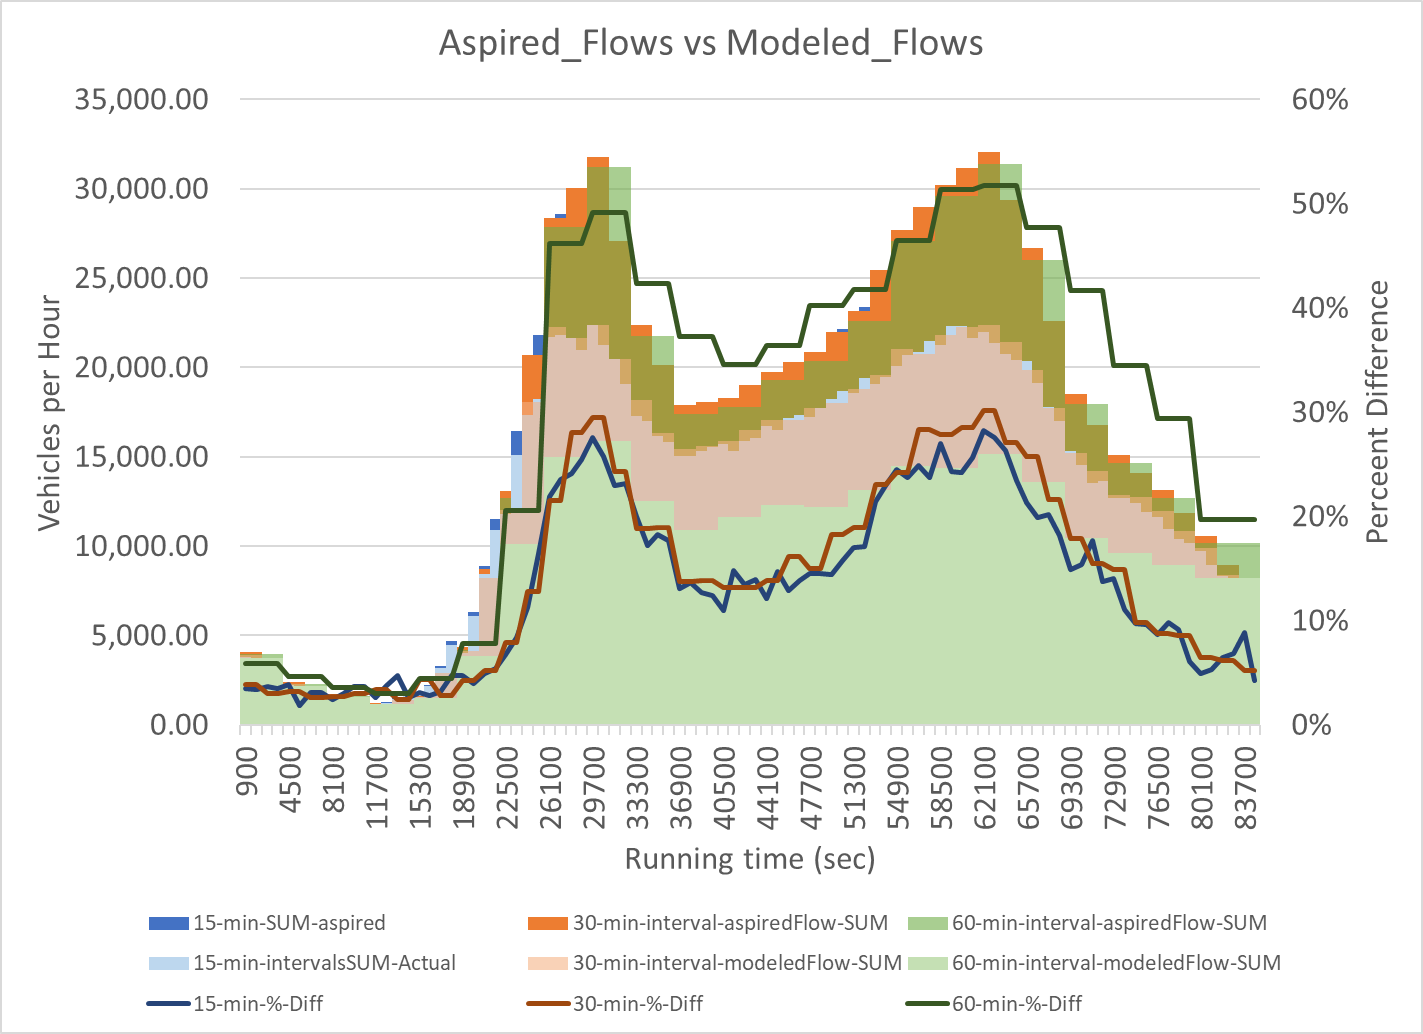 Aspired_Flows vs Modeled_Flows
35,000.00
30,000.00
25,000.00
20,000.00
15,000.00
10,000.00
5,000.00
0.00
Vehicles per Hour
60%
50%
40%
30%
20%
10%
0%
Perceent Difference
900 4500 8100 11700 15300 18900 22500 26100 29700 33300 36900 40500 44100 47700 51300 54900 58500 62100 65700 69300 72900 76500 80100 83700
Running time (sec)
15-min-SUM-aspired 30-min-interval-aspiredFlow-SUM 60-min-interval-aspiredFlow-SUM
15-min-intervalsSUM-Actual 30-min-interval-modeledFlow-SUM 60-min-interval-modeledFlow-SUM
15-min-%-Diff 30-min-%-Diff 60-min-%-Diff